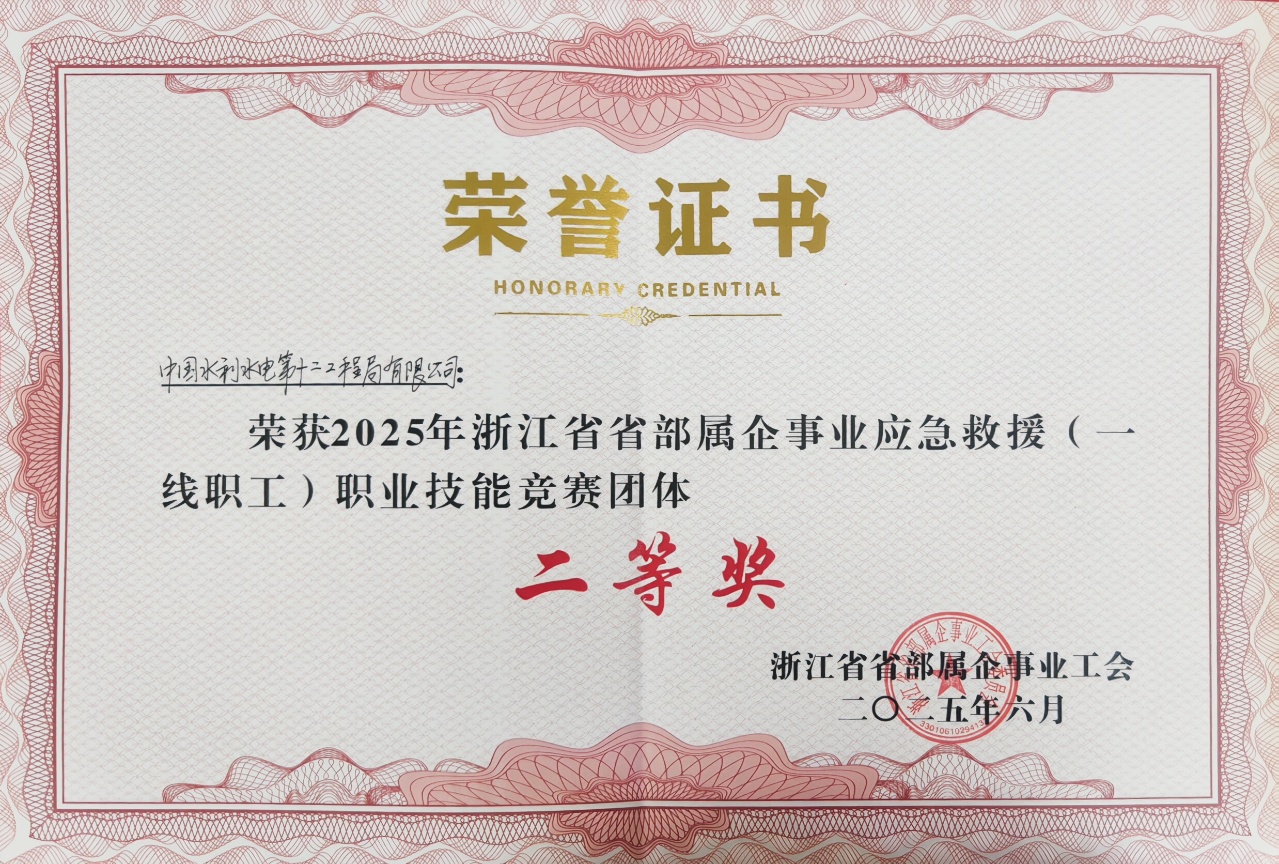 荣誉证书
HONORARY CREDENTIAL
中国水利水电第十二工程局有限公司:
荣获2025年浙江省省部属企事业应急救援（一
线职工）职业技能竞赛团体
二等奖
浙江省省部属企事业工会
二〇二五年六月